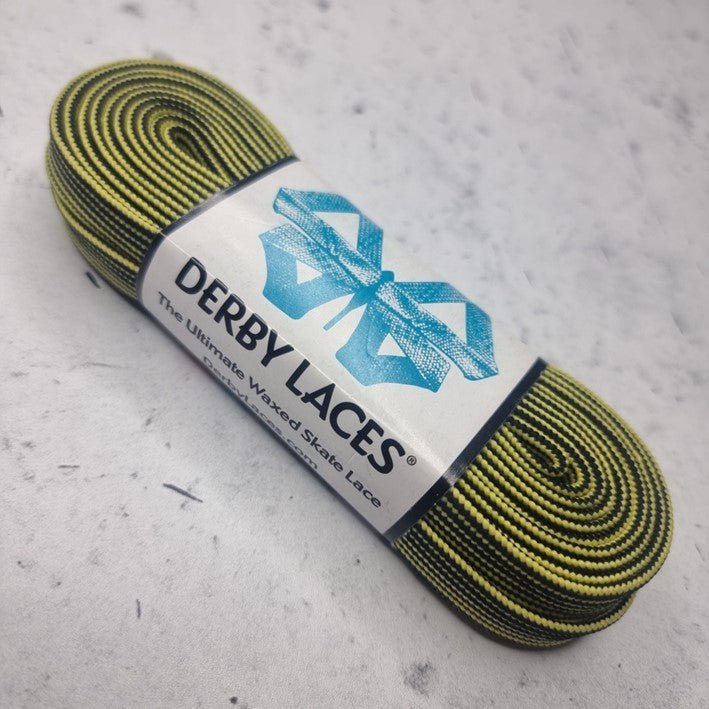 DERBY LACES®
The Ultimate Waxed Skate Lace
DerbyLaces.com